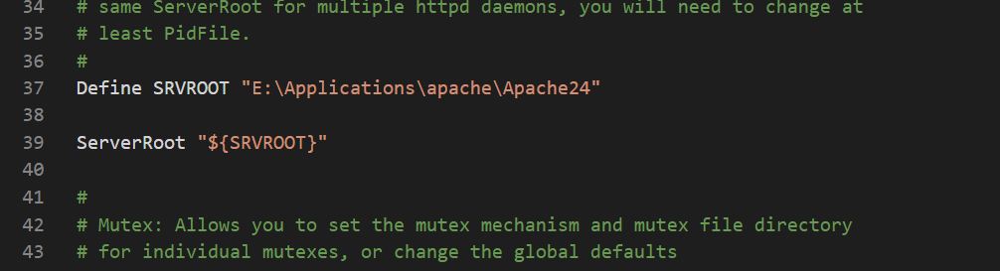 34 # same ServerRoot for multiple httpd daemons, you will need to change at
35 # least PidFile.
36 #
37 Define SRVROOT "E:\Applications\apache\Apache24"
38
39 ServerRoot "${SRVROOT}"
40
41 #
42 # Mutex: Allows you to set the mutex mechanism and mutex file directory
43 # for individual mutexes, or change the global defaults